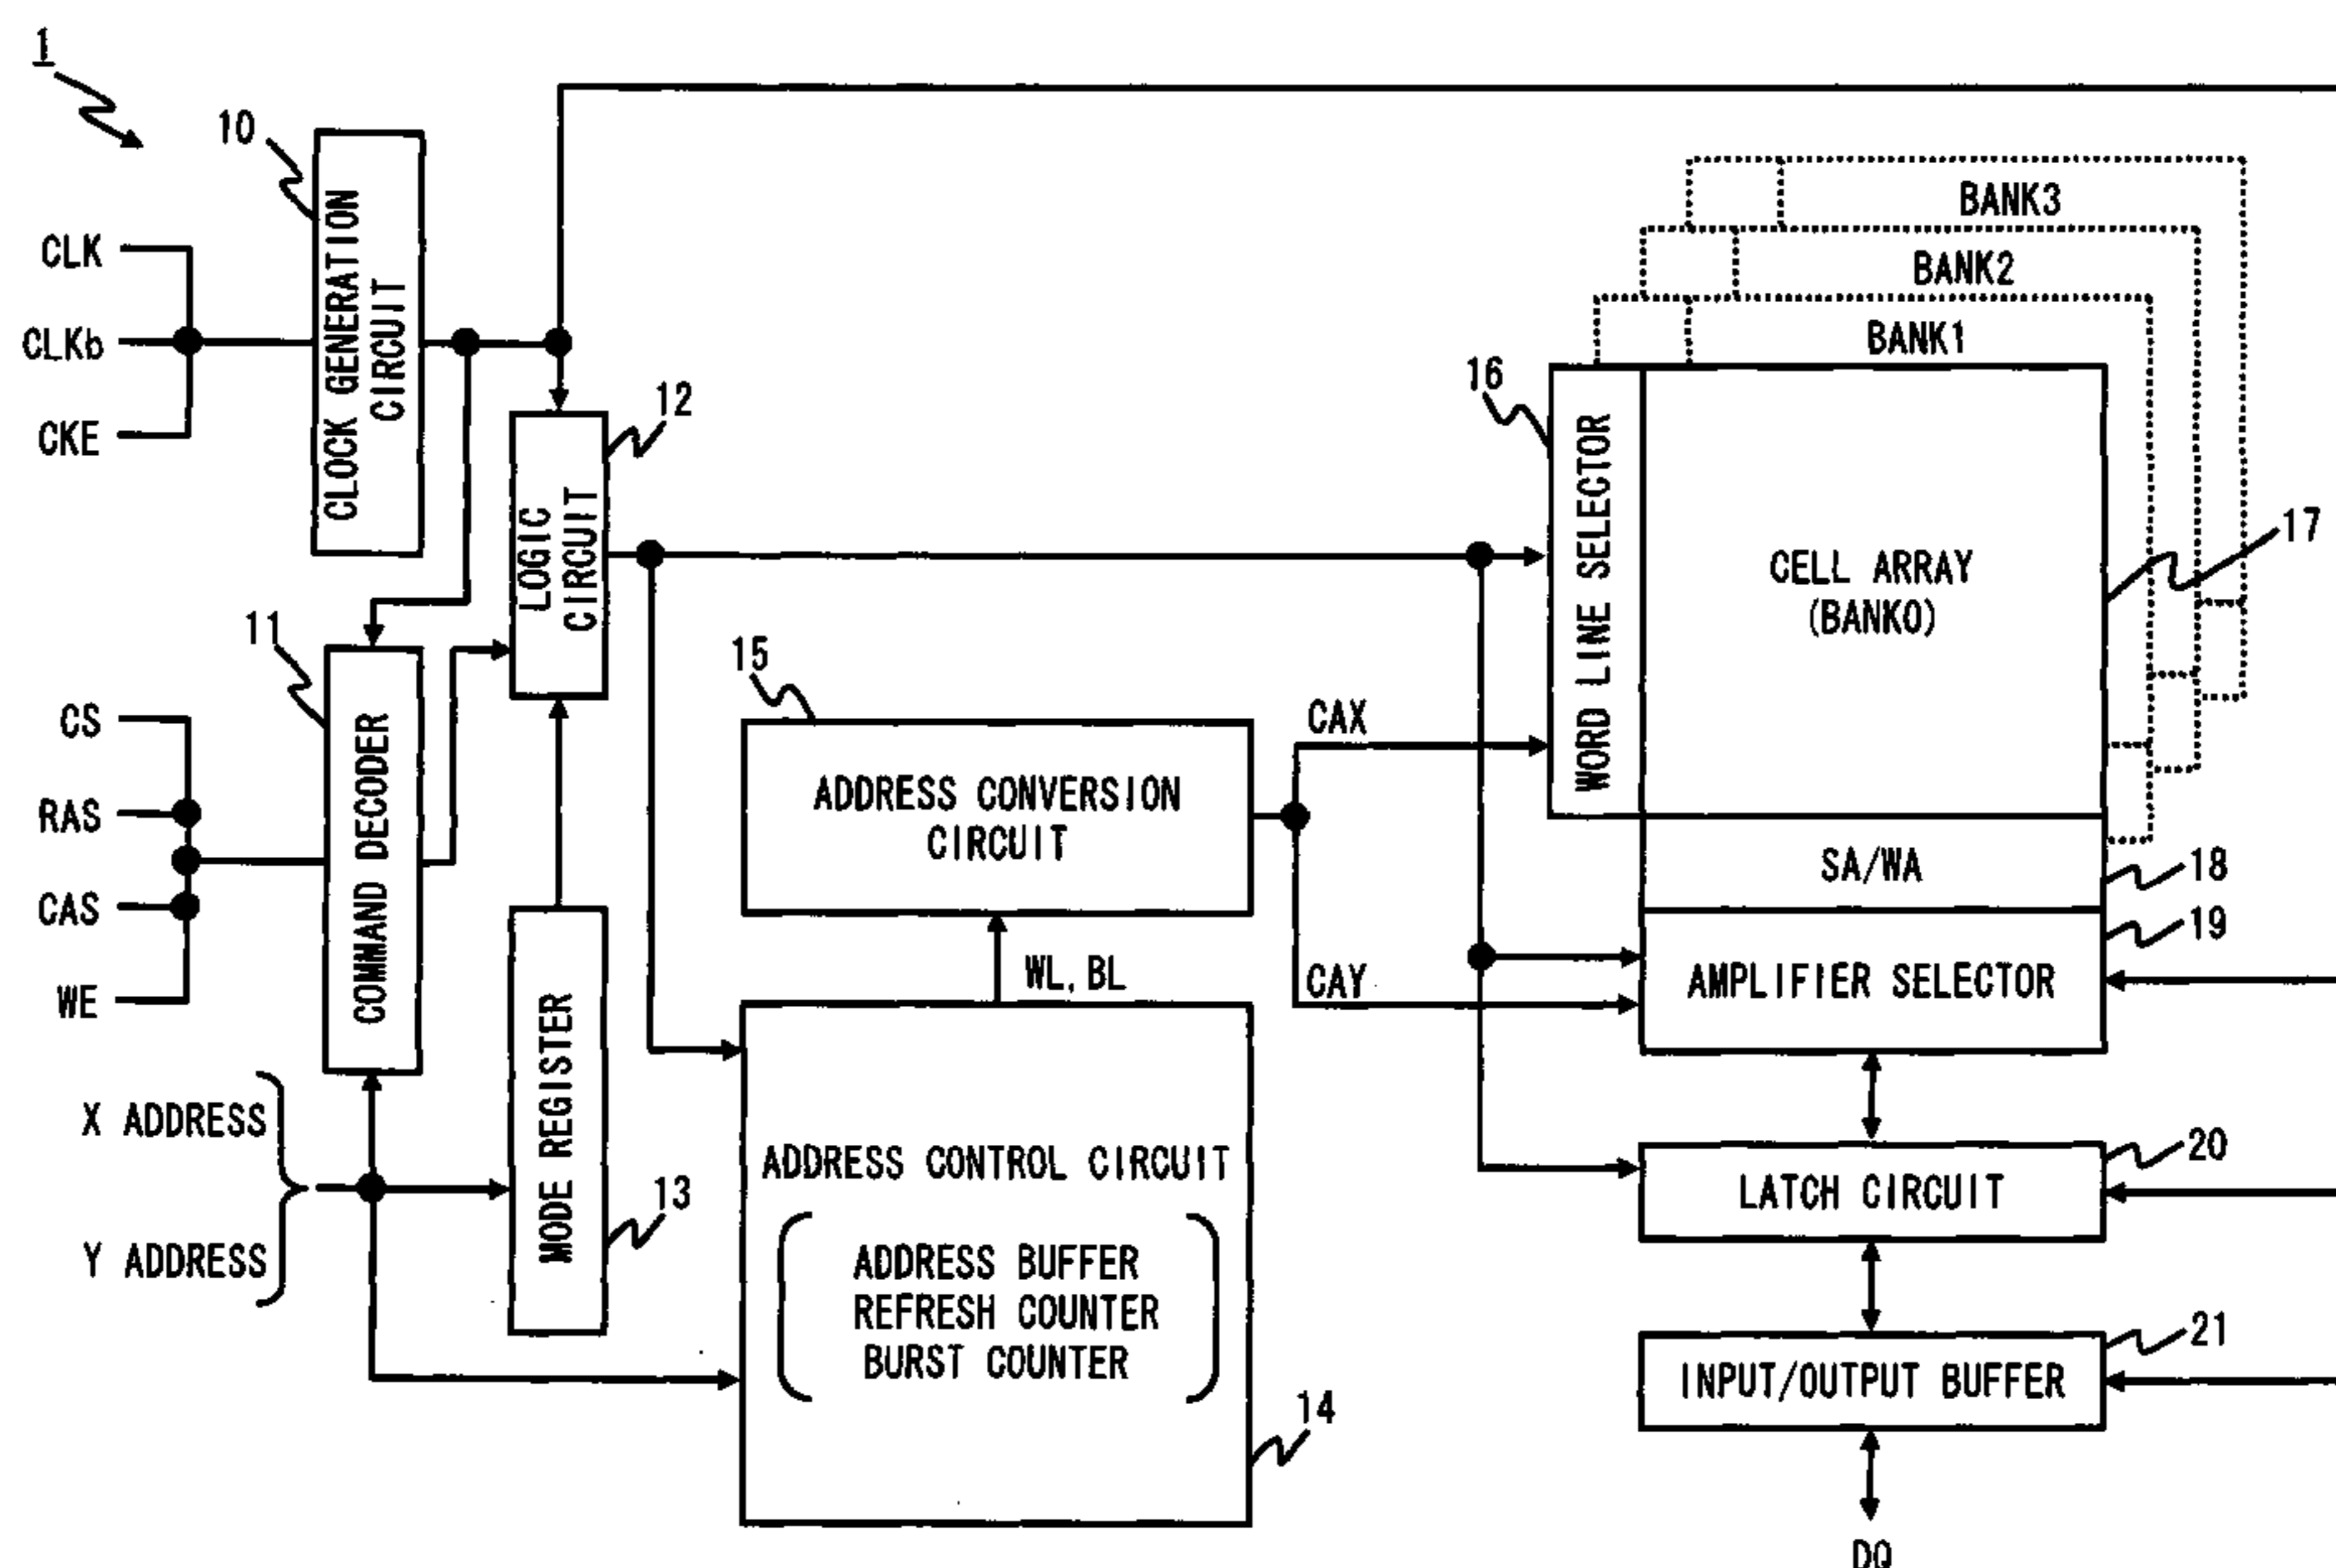 1
10
CLOCK GENERATION
CIRCUIT
CLK
CLKb
CKE
12
LOGIC
CIRCUIT
11
COMMAND DECODER
CS
RAS
CAS
WE
X ADDRESS
Y ADDRESS
MODE REGISTER
13
15
ADDRESS CONVERSION
CIRCUIT
WL, BL
ADDRESS CONTROL CIRCUIT
ADDRESS BUFFER
REFRESH COUNTER
BURST COUNTER
14
CAX
CAY
BANK3
BANK2
BANK1
16
WORD LINE SELECTOR
CELL ARRAY
(BANK0)
17
SA/WA
18
19
AMPLIFIER SELECTOR
20
LATCH CIRCUIT
21
INPUT/OUTPUT BUFFER
DQ